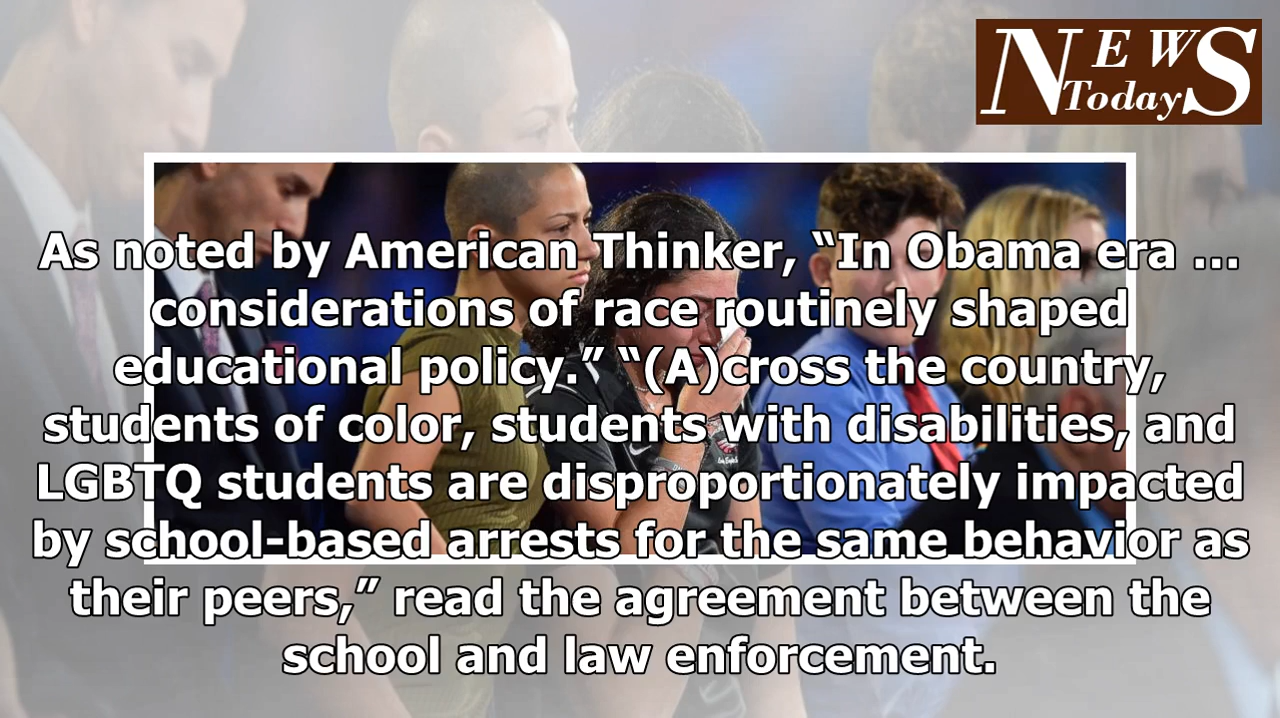 NEWS
Today
As noted by American Thinker, “In Obama era ...
considerations of race routinely shaped
educational policy.” “(A)cross the country,
students of color, students with disabilities, and
LGBTQ students are disproportionately impacted
by school-based arrests for the same behavior as
their peers,” read the agreement between the
school and law enforcement.